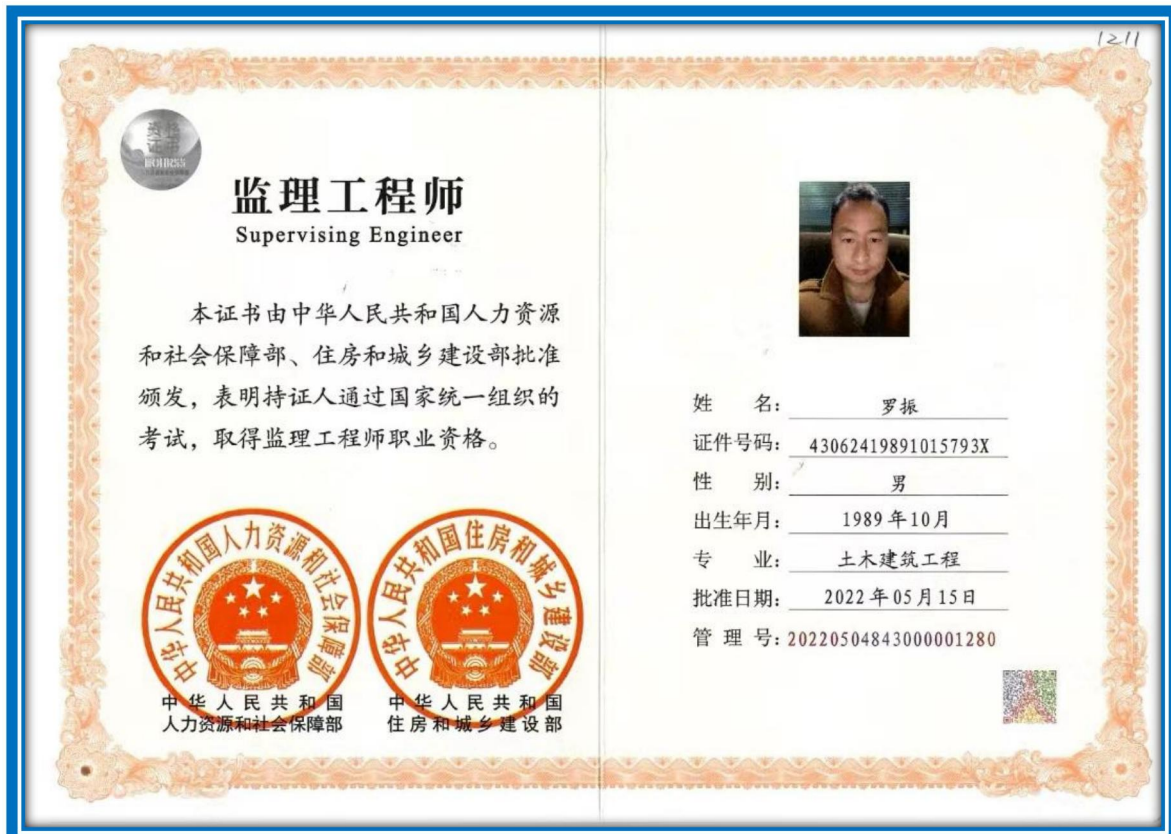 1211
资格
证书
监理工程师
Supervising Engineer
本证书由中华人民共和国人力资源
和社会保障部、住房和城乡建设部批准
颁发，表明持证人通过国家统一组织的
考试，取得监理工程师职业资格。
中华人民共和国人力资源和社会保障部
中华人民共和国住房和城乡建设部
中华人民共和国
人力资源和社会保障部
中华人民共和国
住房和城乡建设部
姓 名： 罗振
证件号码： 43062419891015793X
性 别： 男
出生年月： 1989年10月
专 业： 土木建筑工程
批准日期： 2022年05月15日
管 理 号： 20220504843000001280